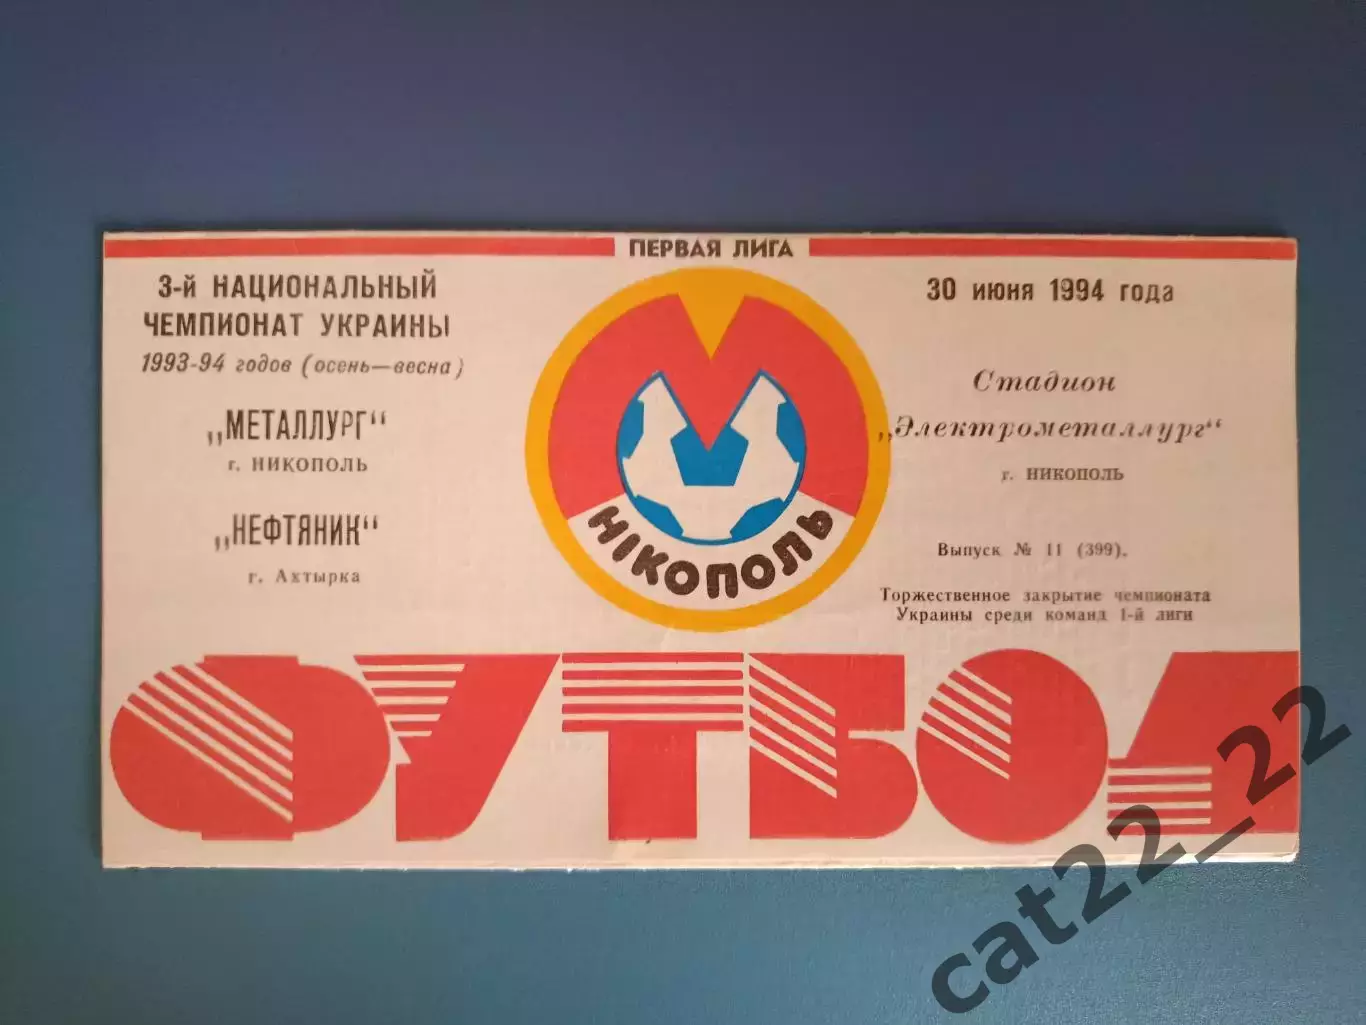 ПЕРВАЯ ЛИГА
3-й НАЦИОНАЛЬНЫЙ
ЧЕМПИОНАТ УКРАИНЫ
1993-94 годов (осень—весна)
„МЕТАЛЛУРГ“
г. НИКОПОЛЬ
„НЕФТЯНИК“
г. Ахтырка
НІКОПОЛЬ
30 июня 1994 года
Стадион
„Электрометаллург“
г. НИКОПОЛЬ
Выпуск № 11 (399).
Торжественное закрытие чемпионата
Украины среди команд 1-й лиги
ФУТБОЛ
cat22_22